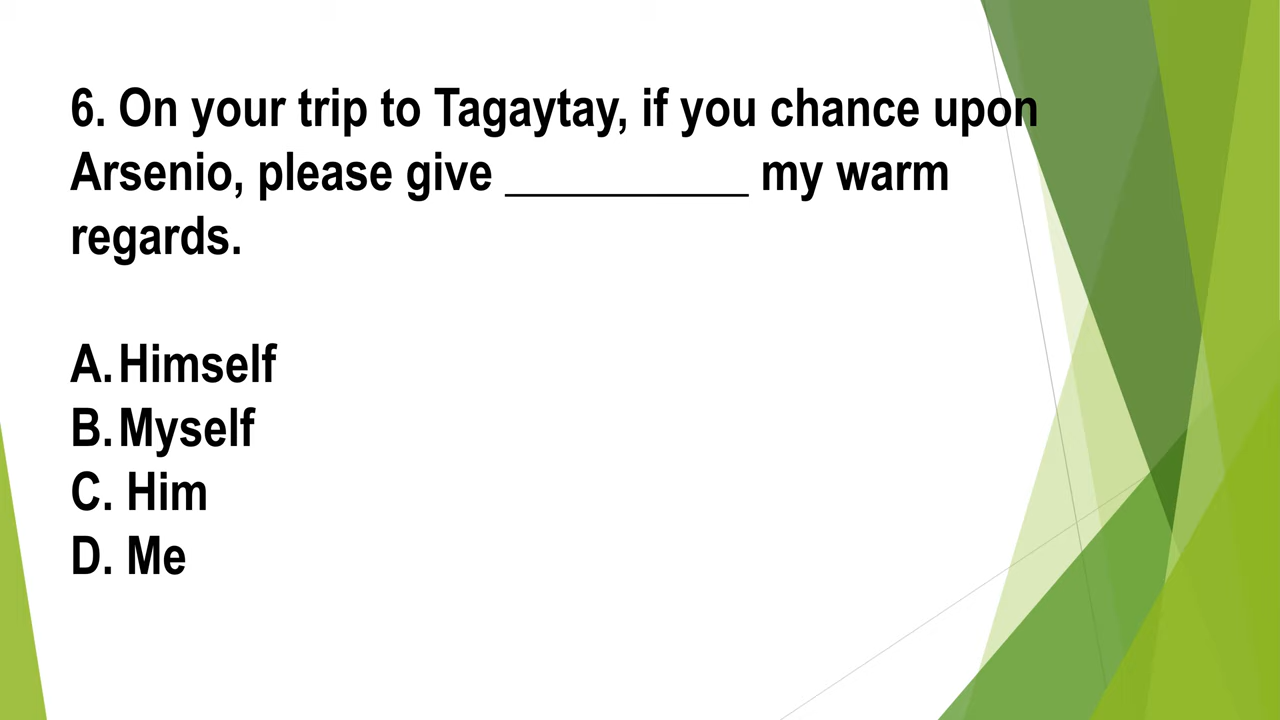 6. On your trip to Tagaytay, if you chance upon
Arsenio, please give __________ my warm
regards.
A. Himself
B. Myself
C. Him
D. Me